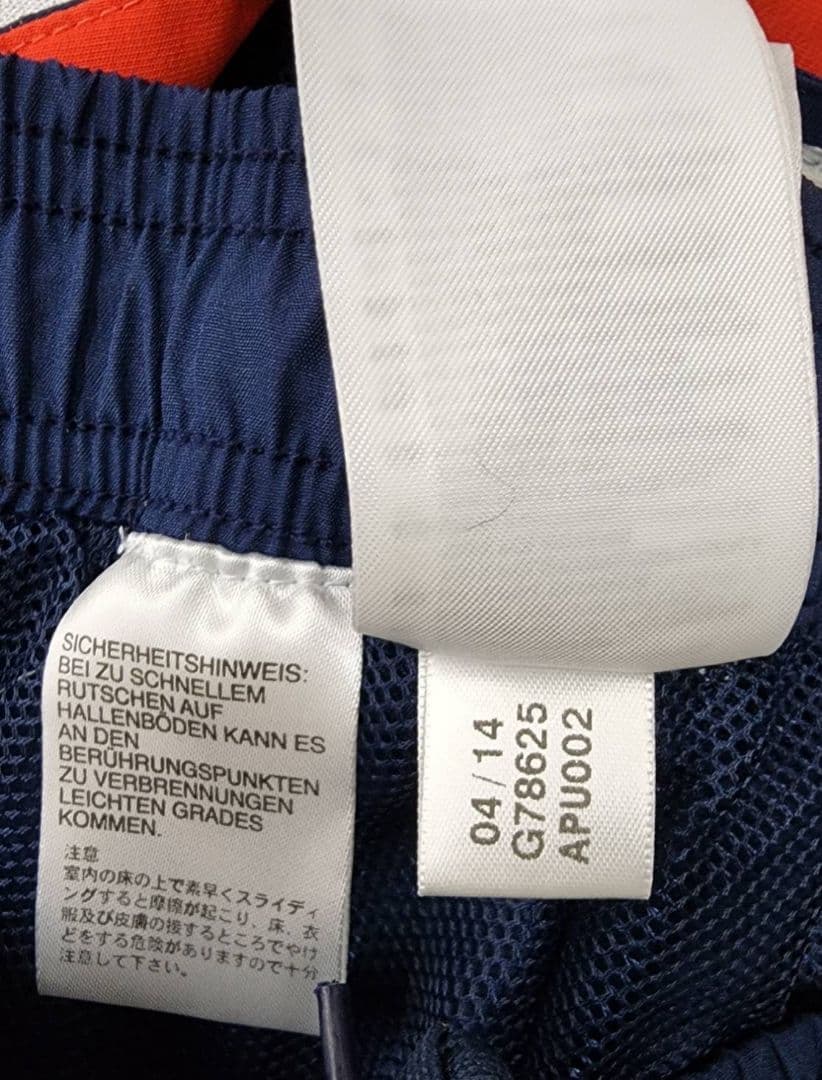 SICHERHEITSHINWEIS:
BEI ZU SCHNELLEM
RUTSCHEN AUF
HALLENBÖDEN KANN ES
AN DEN
BERÜHRUNGSPUNKTEN
ZU VERBRENNUNGEN
LEICHTEN GRADES
KOMMEN.
注意
室内の床の上で素早くスライディ
ングすると摩擦が起こり、床、衣
服及び皮膚の接するところでやけ
どをする危険がありますので十分
注意して下さい。
04/14
G78625
APU002